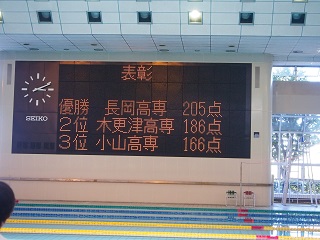 表彰
優勝 長岡高専 205点
2位 木更津高専 186点
3位 小山高専 166点
SEIKO